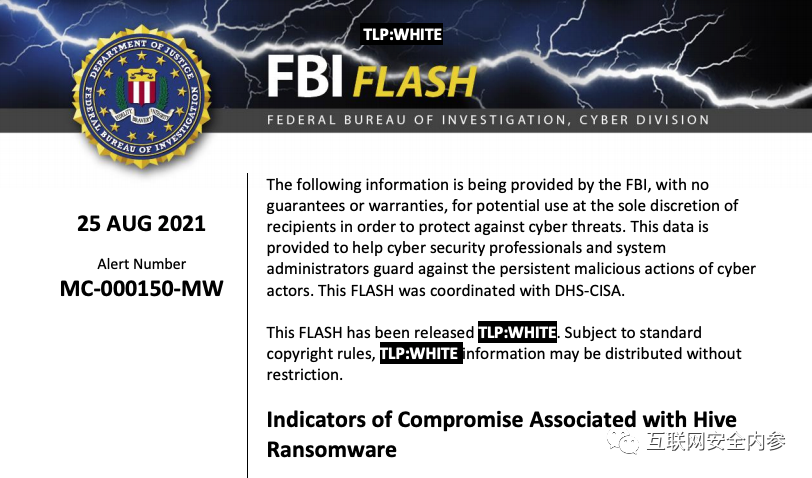 TLP:WHITE
FBI FLASH
FEDERAL BUREAU OF INVESTIGATION, CYBER DIVISION
DEPARTMENT OF JUSTICE
FEDERAL BUREAU OF INVESTIGATION
FIDELITY BRAVERY INTEGRITY
25 AUG 2021
Alert Number
MC-000150-MW
The following information is being provided by the FBI, with no
guarantees or warranties, for potential use at the sole discretion of
recipients in order to protect against cyber threats. This data is
provided to help cyber security professionals and system
administrators guard against the persistent malicious actions of cyber
actors. This FLASH was coordinated with DHS-CISA.
This FLASH has been released TLP:WHITE. Subject to standard
copyright rules, TLP:WHITE information may be distributed without
restriction.
Indicators of Compromise Associated with Hive
Ransomware
互联网安全内参